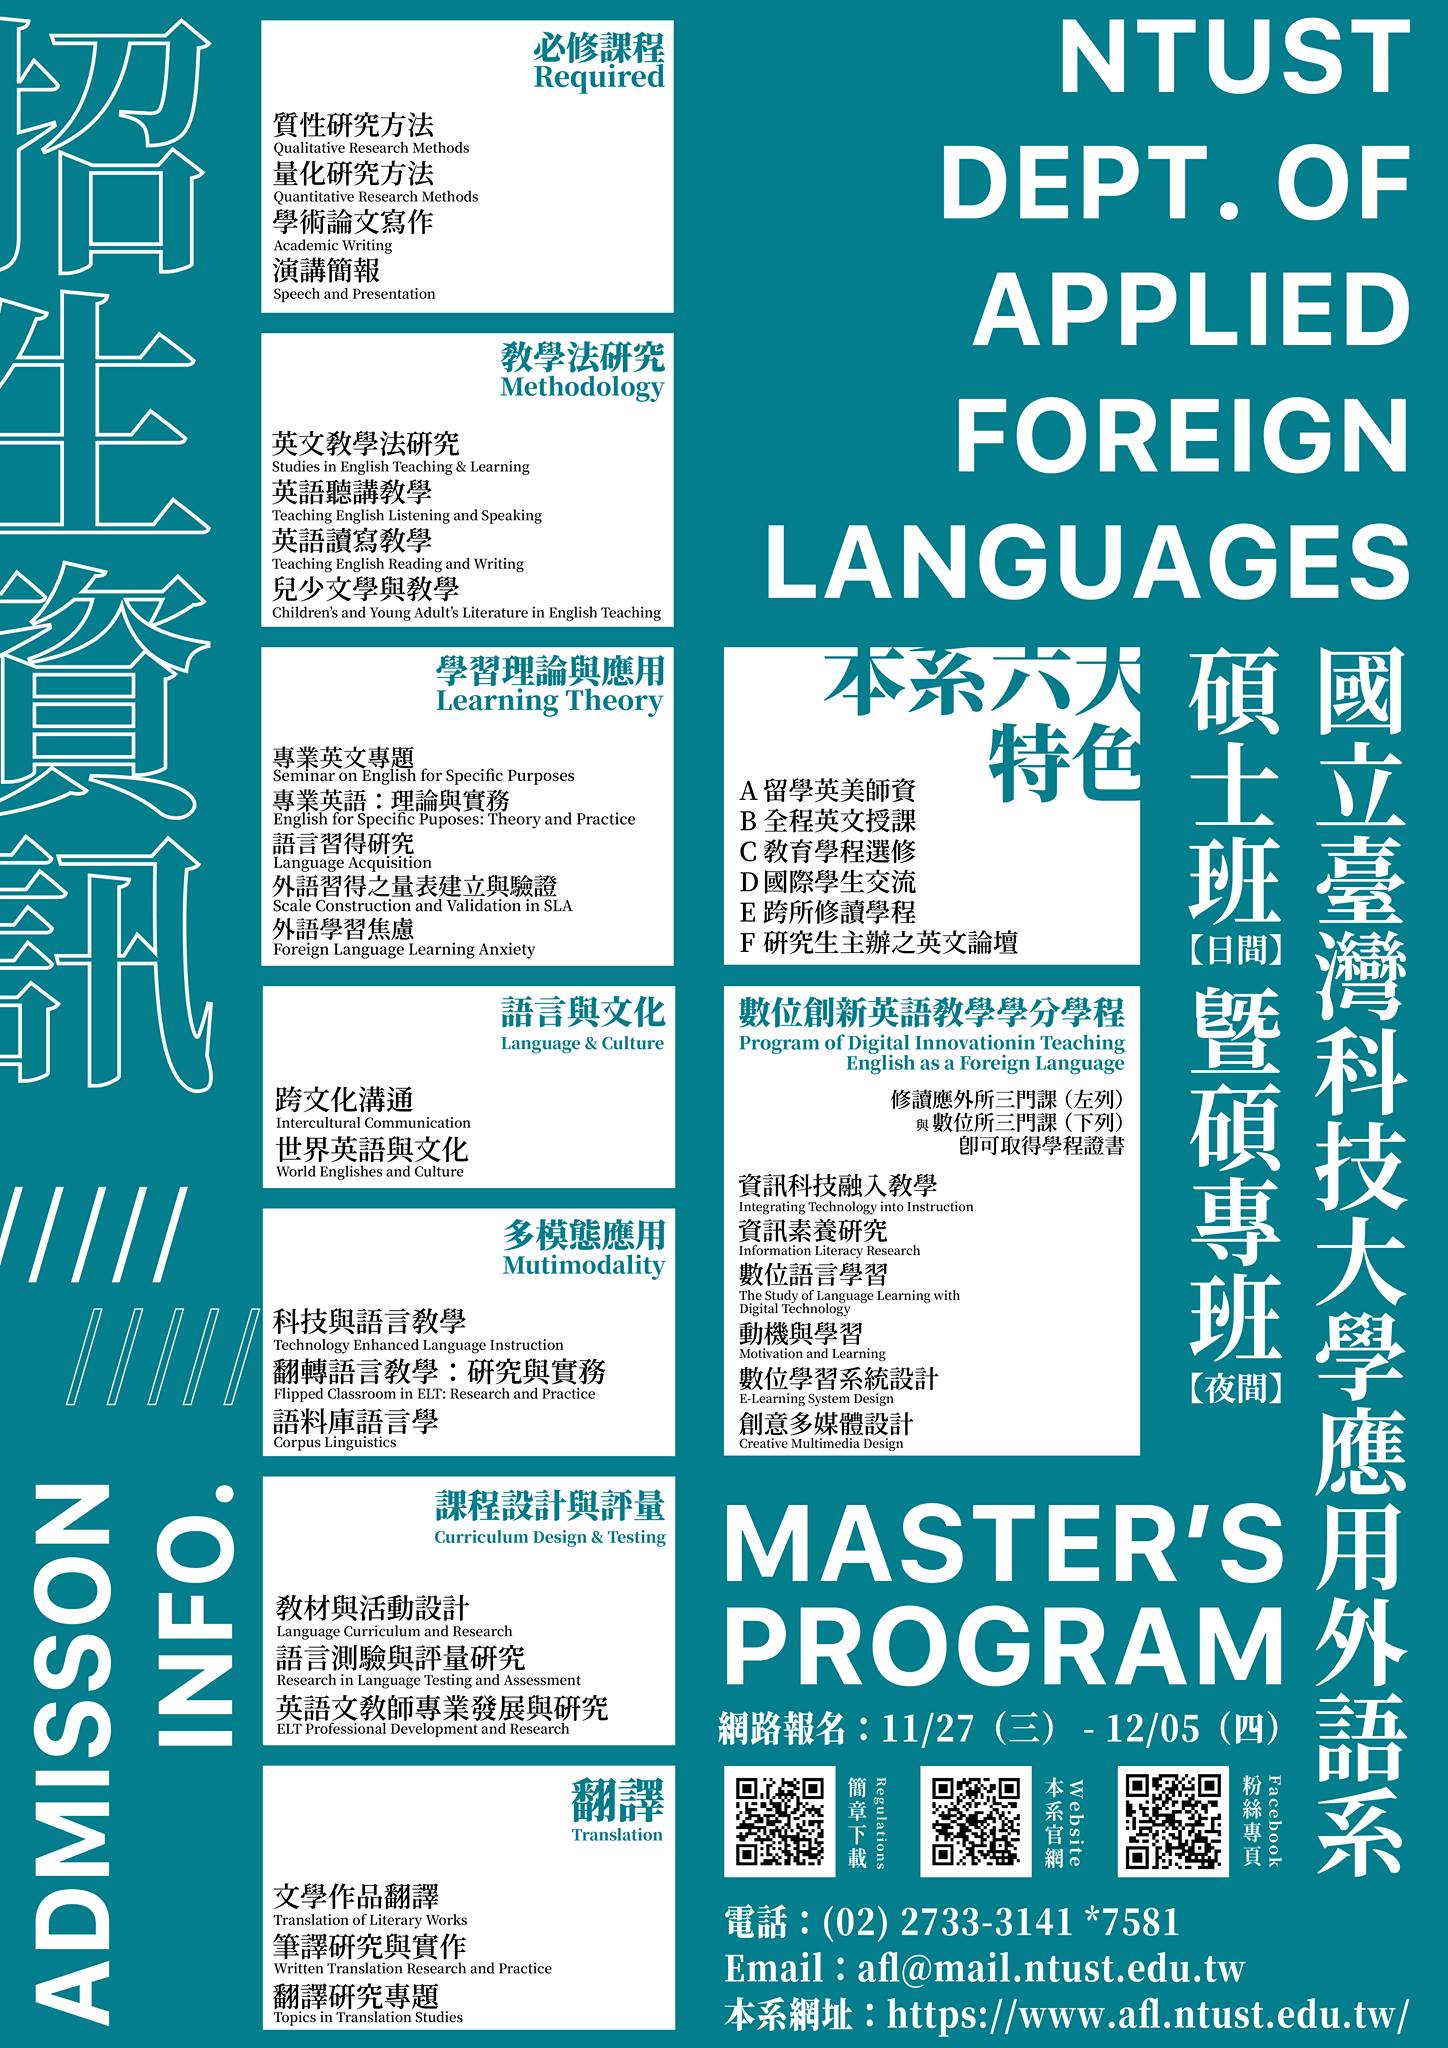 招生資訊
ADMISSON
INFO.
必修課程
Required
質性研究方法
Qualitative Research Methods
量化研究方法
Quantitative Research Methods
學術論文寫作
Academic Writing
演講簡報
Speech and Presentation
教學法研究
Methodology
英文教學法研究
Studies in English Teaching & Learning
英語聽講教學
Teaching English Listening and Speaking
英語讀寫教學
Teaching English Reading and Writing
兒少文學與教學
Children's and Young Adult's Literature in English Teaching
學習理論與應用
Learning Theory
專業英文專題
Seminar on English for Specific Purposes
專業英語：理論與實務
English for Specific Puposes: Theory and Practice
語言習得研究
Language Acquisition
外語習得之量表建立與驗證
Scale Construction and Validation in SLA
外語學習焦慮
Foreign Language Learning Anxiety
語言與文化
Language & Culture
跨文化溝通
Intercultural Communication
世界英語與文化
World Englishes and Culture
多模態應用
Mutimodality
科技與語言教學
Technology Enhanced Language Instruction
翻轉語言教學：研究與實務
Flipped Classroom in ELT: Research and Practice
語料庫語言學
Corpus Linguistics
課程設計與評量
Curriculum Design & Testing
教材與活動設計
Language Curriculum and Research
語言測驗與評量研究
Research in Language Testing and Assessment
英語文教師專業發展與研究
ELT Professional Development and Research
翻譯
Translation
文學作品翻譯
Translation of Literary Works
筆譯研究與實作
Written Translation Research and Practice
翻譯研究專題
Topics in Translation Studies
NTUST
DEPT. OF
APPLIED
FOREIGN
LANGUAGES
國立臺灣科技大學應用外語系
碩士班【日間】暨碩專班【夜間】
本系六大
特色
A 留學英美師資
B 全程英文授課
C 教育學程選修
D 國際學生交流
E 跨所修讀學程
F 研究生主辦之英文論壇
數位創新英語教學學分學程
Program of Digital Innovationin Teaching
English as a Foreign Language
修讀應外所三門課（左列）
與 數位所三門課（下列）
即可取得學程證書
資訊科技融入教學
Integrating Technology into Instruction
資訊素養研究
Information Literacy Research
數位語言學習
The Study of Language Learning with
Digital Technology
動機與學習
Motivation and Learning
數位學習系統設計
E-Learning System Design
創意多媒體設計
Creative Multimedia Design
MASTER'S
PROGRAM
網路報名：11/27（三） - 12/05（四）
簡章下載
Regulations
本系官網
Website
粉絲專頁
Facebook
電話：(02) 2733-3141 *7581
Email：afl@mail.ntust.edu.tw
本系網址：https://www.afl.ntust.edu.tw/